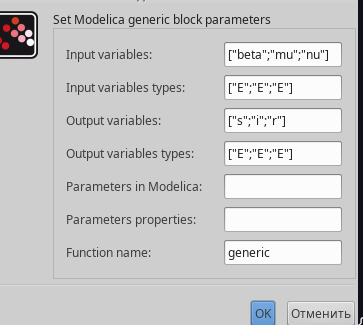 Set Modelica generic block parameters
Input variables: ["beta";"mu";"nu"]
Input variables types: ["E";"E";"E"]
Output variables: ["s";"i";"r"]
Output variables types: ["E";"E";"E"]
Parameters in Modelica:
Parameters properties:
Function name: generic
OK Отменить